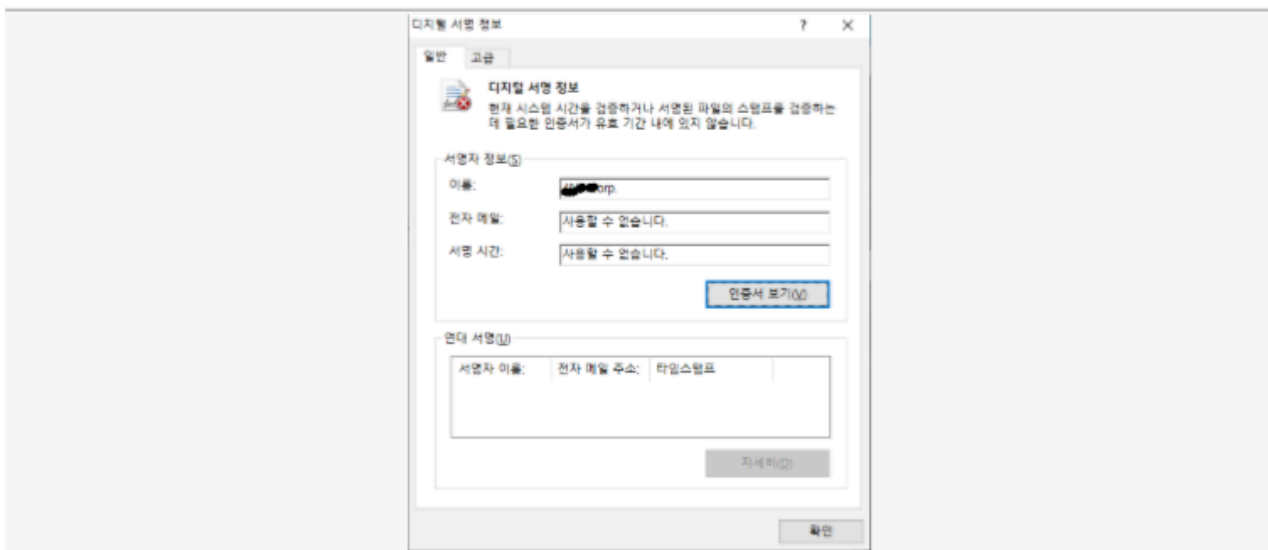 디지털 서명 정보
일반 고급
디지털 서명 정보
현재 시스템 시간을 검증하거나 서명된 파일의 스탬프를 검증하는
데 필요한 인증서가 유효 기간 내에 있지 않습니다.
서명자 정보(S)
이름: orp.
전자 메일: 사용할 수 없습니다.
서명 시간: 사용할 수 없습니다.
인증서 보기(V)
연대 서명(U)
서명자 이름: 전자 메일 주소: 타임스탬프
자세히(D)
확인